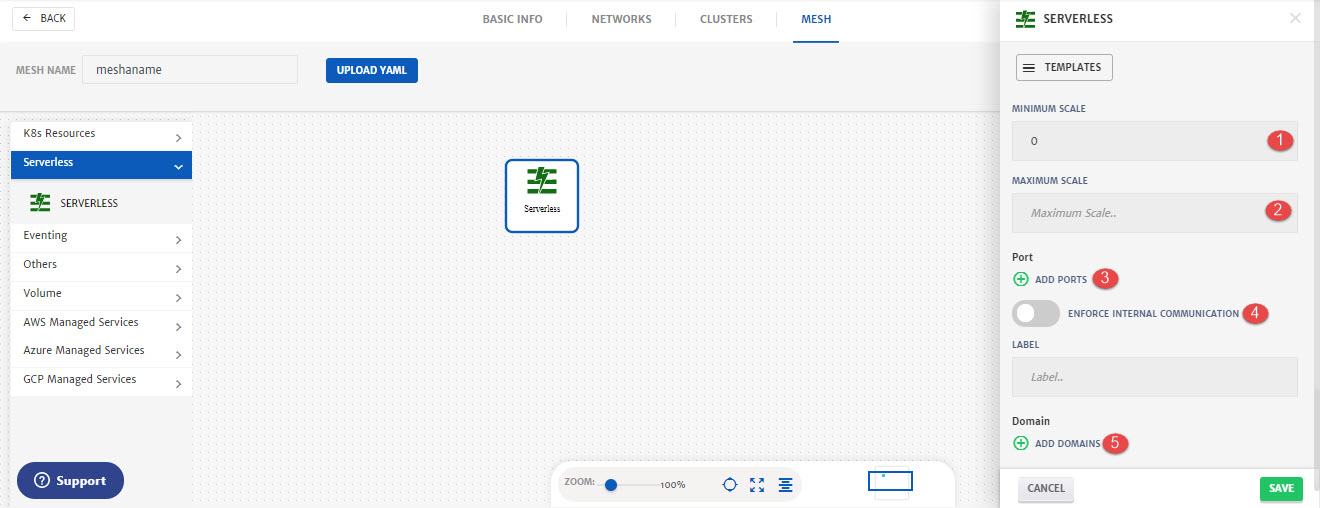 BACK
BASIC INFO NETWORKS CLUSTERS MESH
MESH NAME meshaname UPLOAD YAML
K8s Resources
Serverless
SERVERLESS
Eventing
Others
Volume
AWS Managed Services
Azure Managed Services
GCP Managed Services
Support
Serverless
ZOOM: 100%
SERVERLESS
TEMPLATES
MINIMUM SCALE
0 1
MAXIMUM SCALE
Maximum Scale.. 2
Port
ADD PORTS 3
ENFORCE INTERNAL COMMUNICATION 4
LABEL
Label..
Domain
ADD DOMAINS 5
CANCEL SAVE